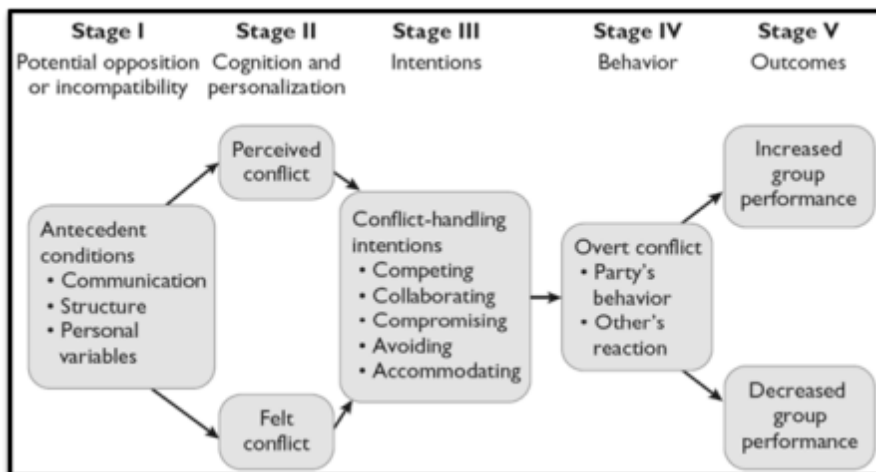 Stage I
Potential opposition
or incompatibility
Stage II
Cognition and
personalization
Stage III
Intentions
Stage IV
Behavior
Stage V
Outcomes
Antecedent
conditions
• Communication
• Structure
• Personal
variables
Perceived
conflict
Felt
conflict
Conflict-handling
intentions
• Competing
• Collaborating
• Compromising
• Avoiding
• Accommodating
Overt conflict
• Party's
behavior
• Other's
reaction
Increased
group
performance
Decreased
group
performance